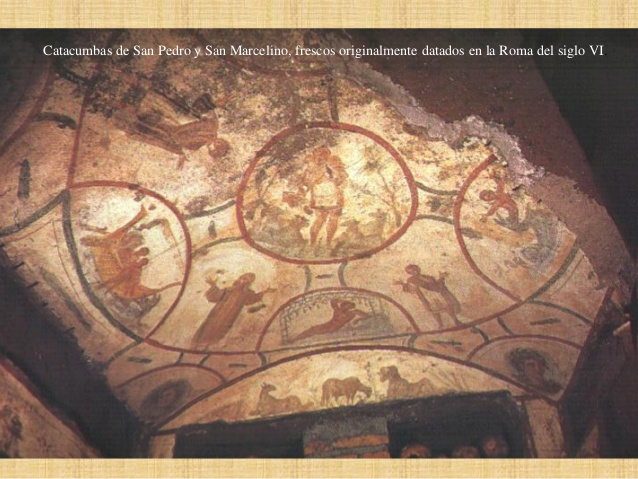 Catacumbas de San Pedro y San Marcelino, frescos originalmente datados en la Roma del siglo VI